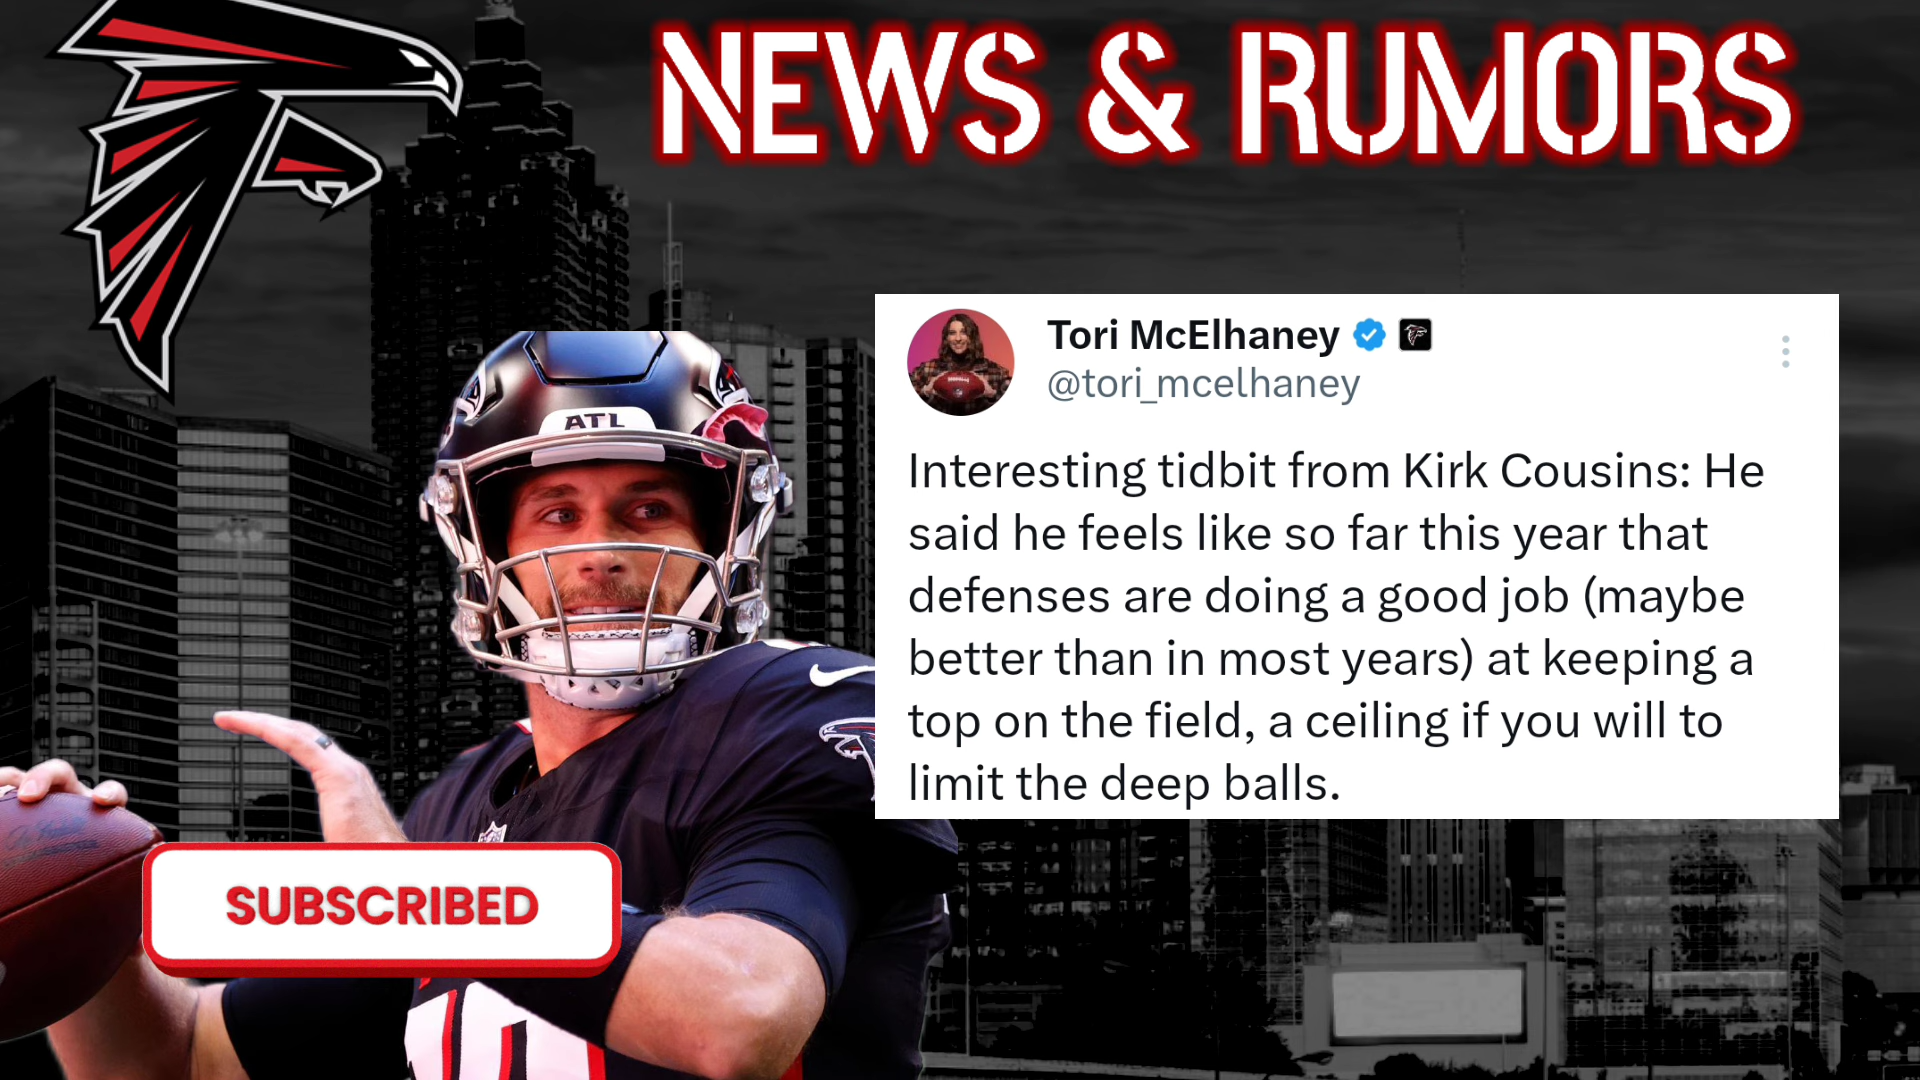 NEWS & RUMORS
ATL
Tori McElhaney
@tori_mcelhaney
Interesting tidbit from Kirk Cousins: He
said he feels like so far this year that
defenses are doing a good job (maybe
better than in most years) at keeping a
top on the field, a ceiling if you will to
limit the deep balls.
SUBSCRIBED